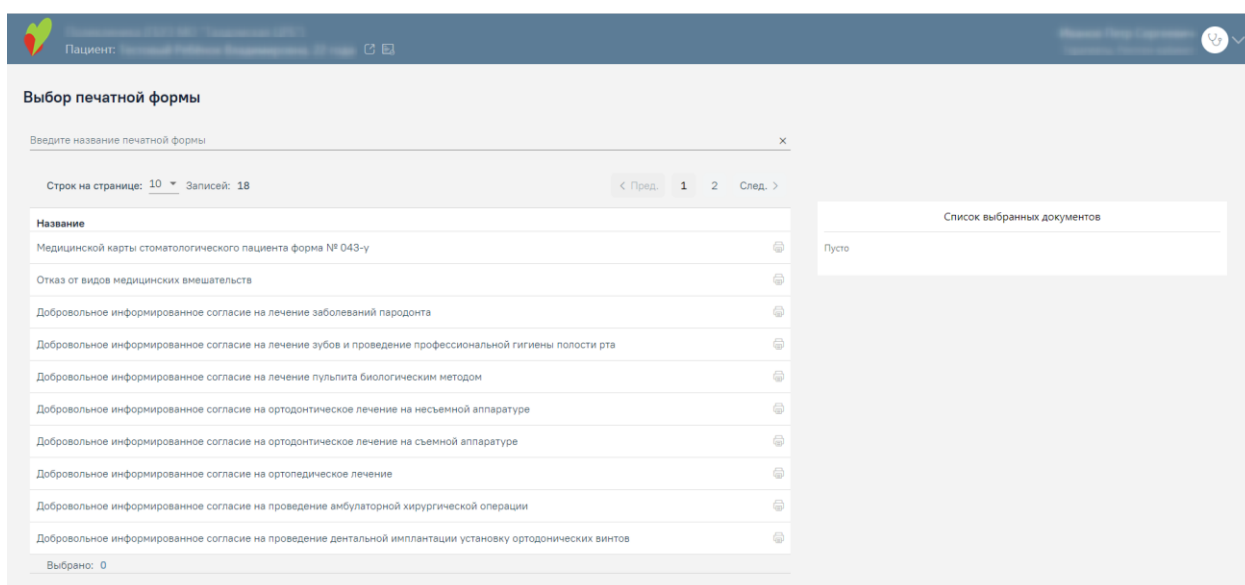 Пациент:
Выбор печатной формы
Введите название печатной формы
Строк на странице: 10 Записей: 18
< Пред. 1 2 След. >
Название
Медицинской карты стоматологического пациента форма № 043-у
Отказ от видов медицинских вмешательств
Добровольное информированное согласие на лечение заболеваний пародонта
Добровольное информированное согласие на лечение зубов и проведение профессиональной гигиены полости рта
Добровольное информированное согласие на лечение пульпита биологическим методом
Добровольное информированное согласие на ортодонтическое лечение на несъемной аппаратуре
Добровольное информированное согласие на ортодонтическое лечение на съемной аппаратуре
Добровольное информированное согласие на ортопедическое лечение
Добровольное информированное согласие на проведение амбулаторной хирургической операции
Добровольное информированное согласие на проведение дентальной имплантации установку ортодонических винтов
Выбрано: 0
Список выбранных документов
Пусто